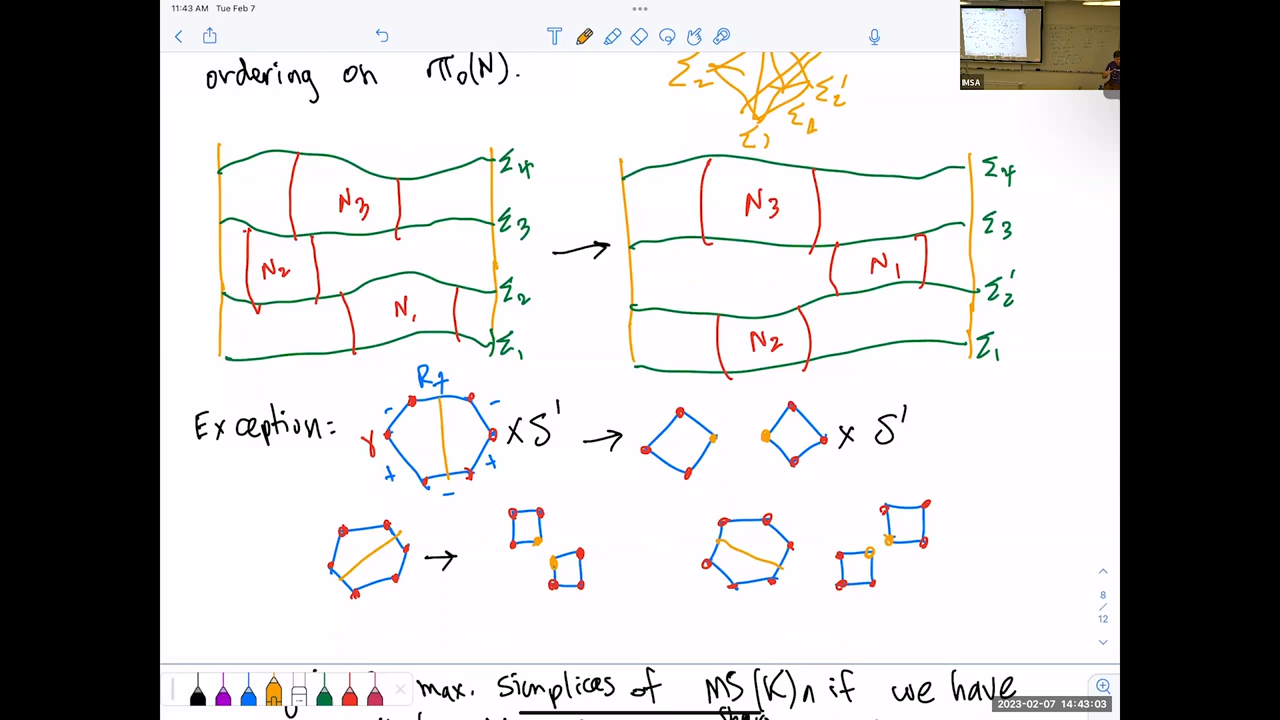 11:43 AM Tue Feb 7
ordering on π₀(N).
Σ₂
Σ₂'
Σ₁
Σ₄
Σ₃
Σ₂
Σ₁
N₃
N₂
N₁
Σ₄
Σ₃
Σ₂'
Σ₁
N₃
N₁
N₂
R₊
Exception:
γ
- - + + -
× S¹
× S¹
max. simplices of MS(K)n if we have
8
/
12
IMSA
2023-02-07 14:43:03